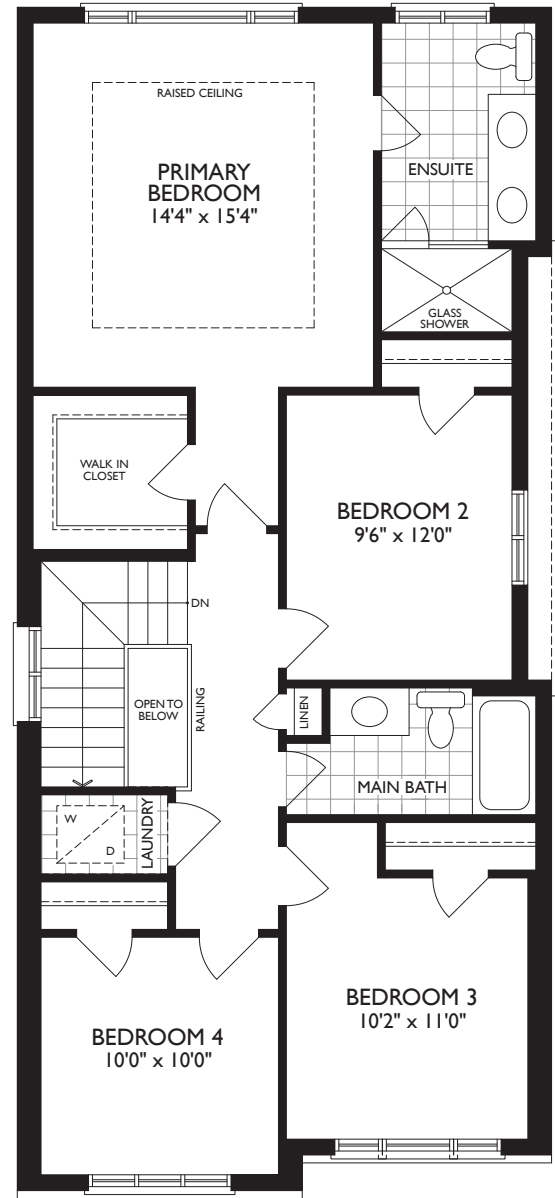 RAISED CEILING
PRIMARY
BEDROOM
14'4" x 15'4"
ENSUITE
GLASS
SHOWER
WALK IN
CLOSET
BEDROOM 2
9'6" x 12'0"
DN
OPEN TO
BELOW
RAILING
LINEN
MAIN BATH
W
D
LAUNDRY
BEDROOM 3
10'2" x 11'0"
BEDROOM 4
10'0" x 10'0"